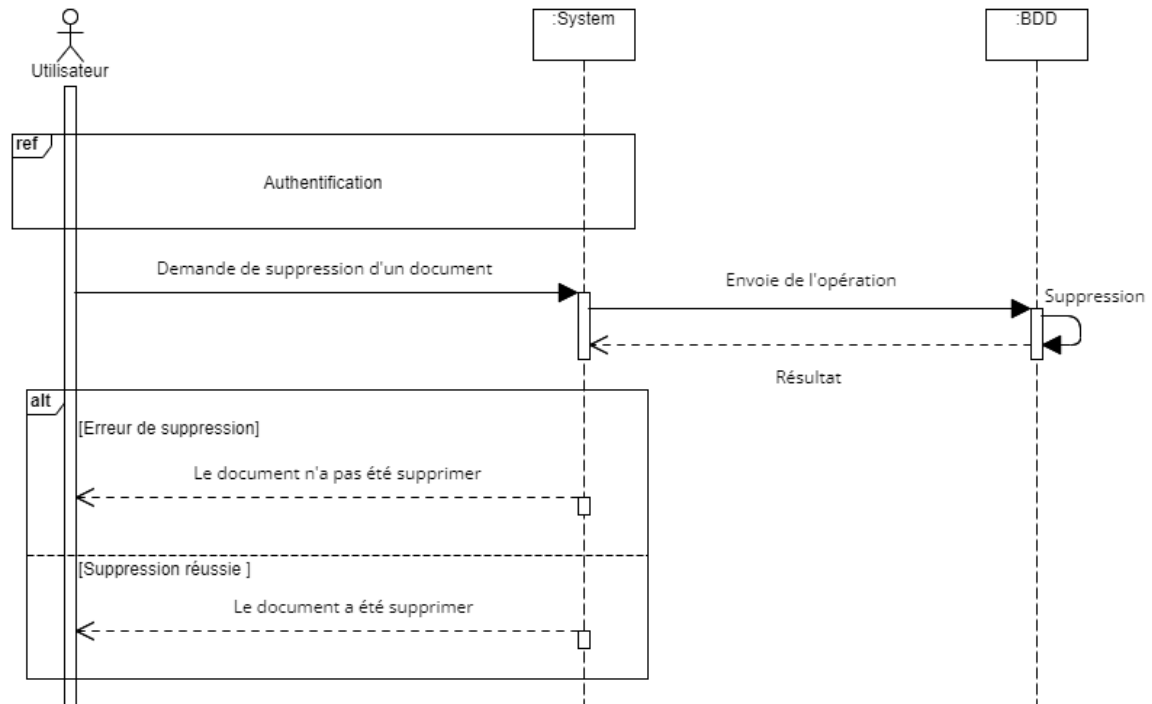 :System
:BDD
Utilisateur
ref
Authentification
Demande de suppression d'un document
Envoie de l'opération
Suppression
Résultat
alt
[Erreur de suppression]
Le document n'a pas été supprimer
[Suppression réussie ]
Le document a été supprimer